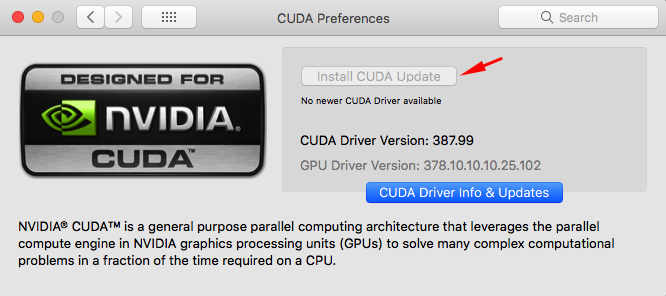 CUDA Preferences
Search
DESIGNED FOR
NVIDIA®
CUDA™
Install CUDA Update
No newer CUDA Driver available
CUDA Driver Version: 387.99
GPU Driver Version: 378.10.10.10.25.102
CUDA Driver Info & Updates
NVIDIA® CUDA™ is a general purpose parallel computing architecture that leverages the parallel
compute engine in NVIDIA graphics processing units (GPUs) to solve many complex computational
problems in a fraction of the time required on a CPU.